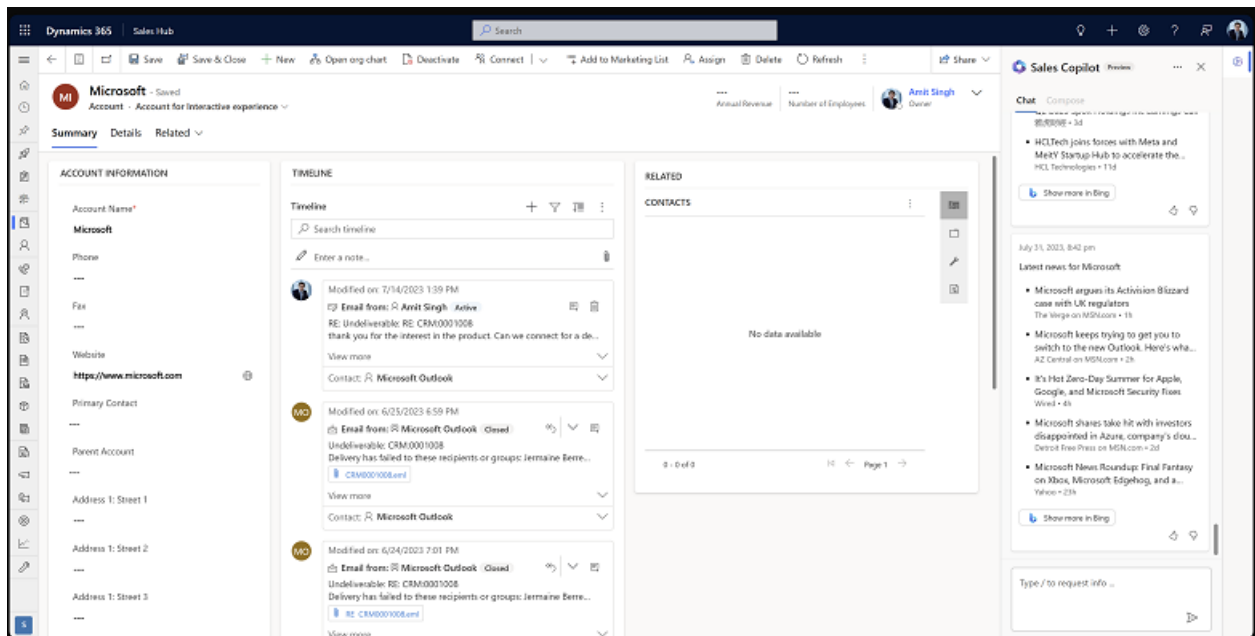 Dynamics 365
Sales Hub
Search
Save
Save & Close
New
Open org chart
Deactivate
Connect
Add to Marketing List
Assign
Delete
Refresh
Share
MI
Microsoft - Saved
Account · Account for Interactive experience
---
Annual Revenue
---
Number of Employees
Amit Singh
Owner
Summary
Details
Related
ACCOUNT INFORMATION
Account Name*
Microsoft
Phone
---
Fax
---
Website
https://www.microsoft.com
Primary Contact
---
Parent Account
---
Address 1: Street 1
---
Address 1: Street 2
---
Address 1: Street 3
---
S
TIMELINE
Timeline
Search timeline
Enter a note...
Modified on: 7/14/2023 1:39 PM
Email from: Amit Singh Active
RE: Undeliverable: RE: CRM:0001008
thank you for the interest in the product. Can we connect for a de...
View more
Contact: Microsoft Outlook
MO
Modified on: 6/25/2023 6:59 PM
Email from: Microsoft Outlook Closed
Undeliverable: CRM:0001008
Delivery has failed to these recipients or groups: Jermaine Berre...
CRM0001008.eml
View more
Contact: Microsoft Outlook
MO
Modified on: 6/24/2023 7:01 PM
Email from: Microsoft Outlook Closed
Undeliverable: RE: CRM:0001008
Delivery has failed to these recipients or groups: Jermaine Berre...
RE CRM0001008.eml
View more
RELATED
CONTACTS
No data available
0 - 0 of 0
Page 1
Sales Copilot Preview
Chat
Compose
• 3d
HCLTech joins forces with Meta and
MeitY Startup Hub to accelerate the...
HCL Technologies • 11d
Show more in Bing
July 31, 2023, 8:42 pm
Latest news for Microsoft
Microsoft argues its Activision Blizzard
case with UK regulators
The Verge on MSN.com • 1h
Microsoft keeps trying to get you to
switch to the new Outlook. Here's wha...
AZ Central on MSN.com • 2h
It's Hot Zero-Day Summer for Apple,
Google, and Microsoft Security Fixes
Wired • 4h
Microsoft shares take hit with investors
disappointed in Azure, company's clou...
Detroit Free Press on MSN.com • 2d
Microsoft News Roundup: Final Fantasy
on Xbox, Microsoft Edgehog, and a...
Yahoo • 23h
Show more in Bing
Type / to request info ...